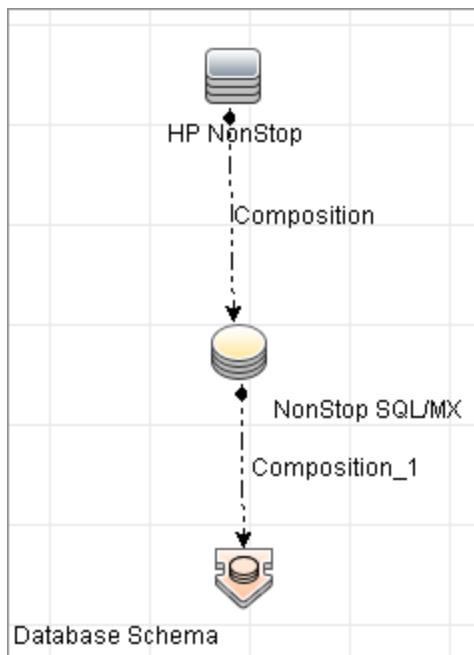 HP NonStop
Composition
NonStop SQL/MX
Composition_1
Database Schema